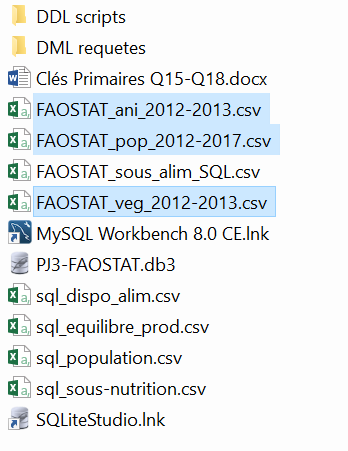 DDL scripts
DML requetes
Clés Primaires Q15-Q18.docx
FAOSTAT_ani_2012-2013.csv
FAOSTAT_pop_2012-2017.csv
FAOSTAT_sous_alim_SQL.csv
FAOSTAT_veg_2012-2013.csv
MySQL Workbench 8.0 CE.lnk
PJ3-FAOSTAT.db3
sql_dispo_alim.csv
sql_equilibre_prod.csv
sql_population.csv
sql_sous-nutrition.csv
SQLiteStudio.lnk